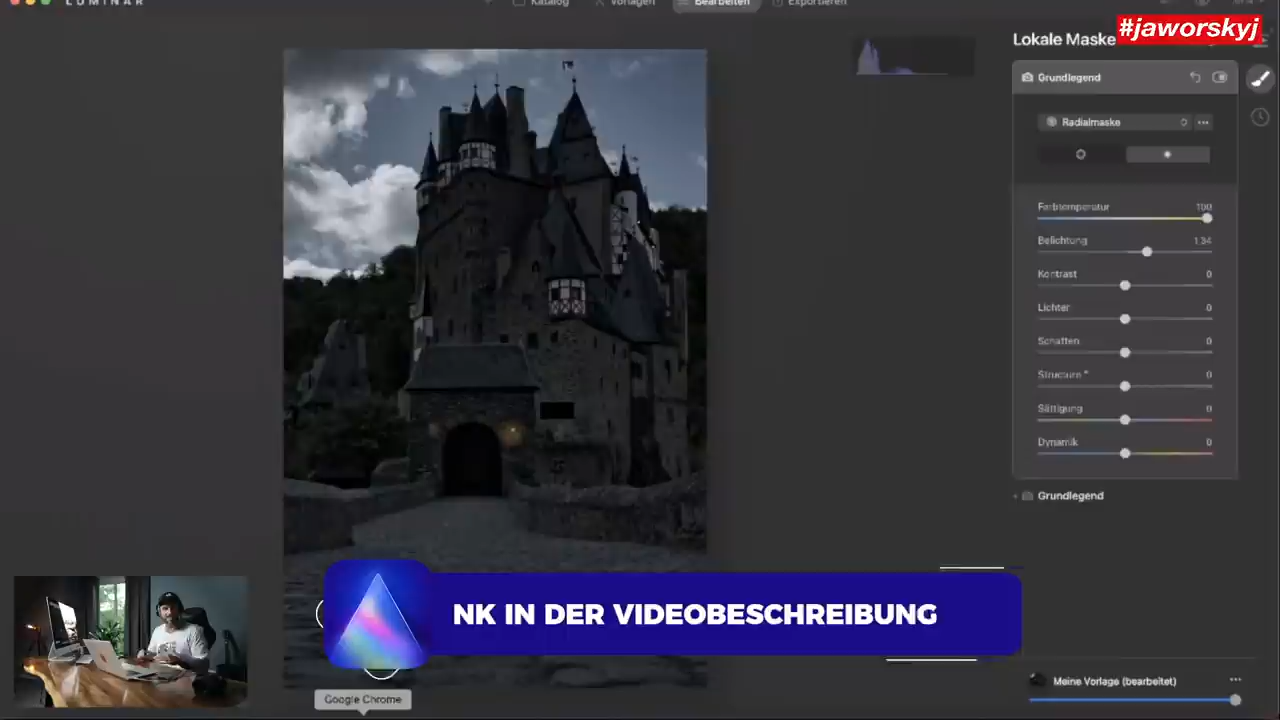 LUMINAR
Katalog
Vorlagen
Bearbeiten
Exportieren
#jaworskyj
Lokale Maske
Grundlegend
Radialmaske
Farbtemperatur 100
Belichtung 1.34
Kontrast 0
Lichter 0
Schatten 0
Structure * 0
Sättigung 0
Dynamik 0
Grundlegend
NK IN DER VIDEOBESCHREIBUNG
Meine Vorlage (bearbeitet)
Google Chrome